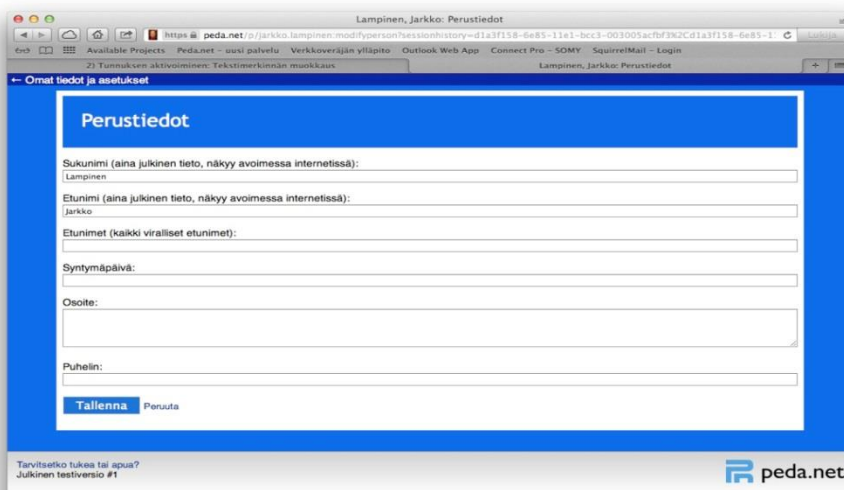 Lampinen, Jarkko: Perustiedot
https peda.net/p/jarkko.lampinen:modifyperson?sessionhistory=d1a3f158-6e85-11e1-bcc3-003005acfbf3%2Cd1a3f158-6e85-1
Lukija
Available Projects Peda.net – uusi palvelu Verkkoveräjän ylläpito Outlook Web App Connect Pro – SOMY SquirrelMail – Login
2) Tunnuksen aktivoiminen: Tekstimerkinnän muokkaus Lampinen, Jarkko: Perustiedot
← Omat tiedot ja asetukset
Perustiedot
Sukunimi (aina julkinen tieto, näkyy avoimessa internetissä):
Lampinen
Etunimi (aina julkinen tieto, näkyy avoimessa internetissä):
Jarkko
Etunimet (kaikki viralliset etunimet):
Syntymäpäivä:
Osoite:
Puhelin:
Tallenna Peruuta
Tarvitsetko tukea tai apua?
Julkinen testiversio #1
peda.net